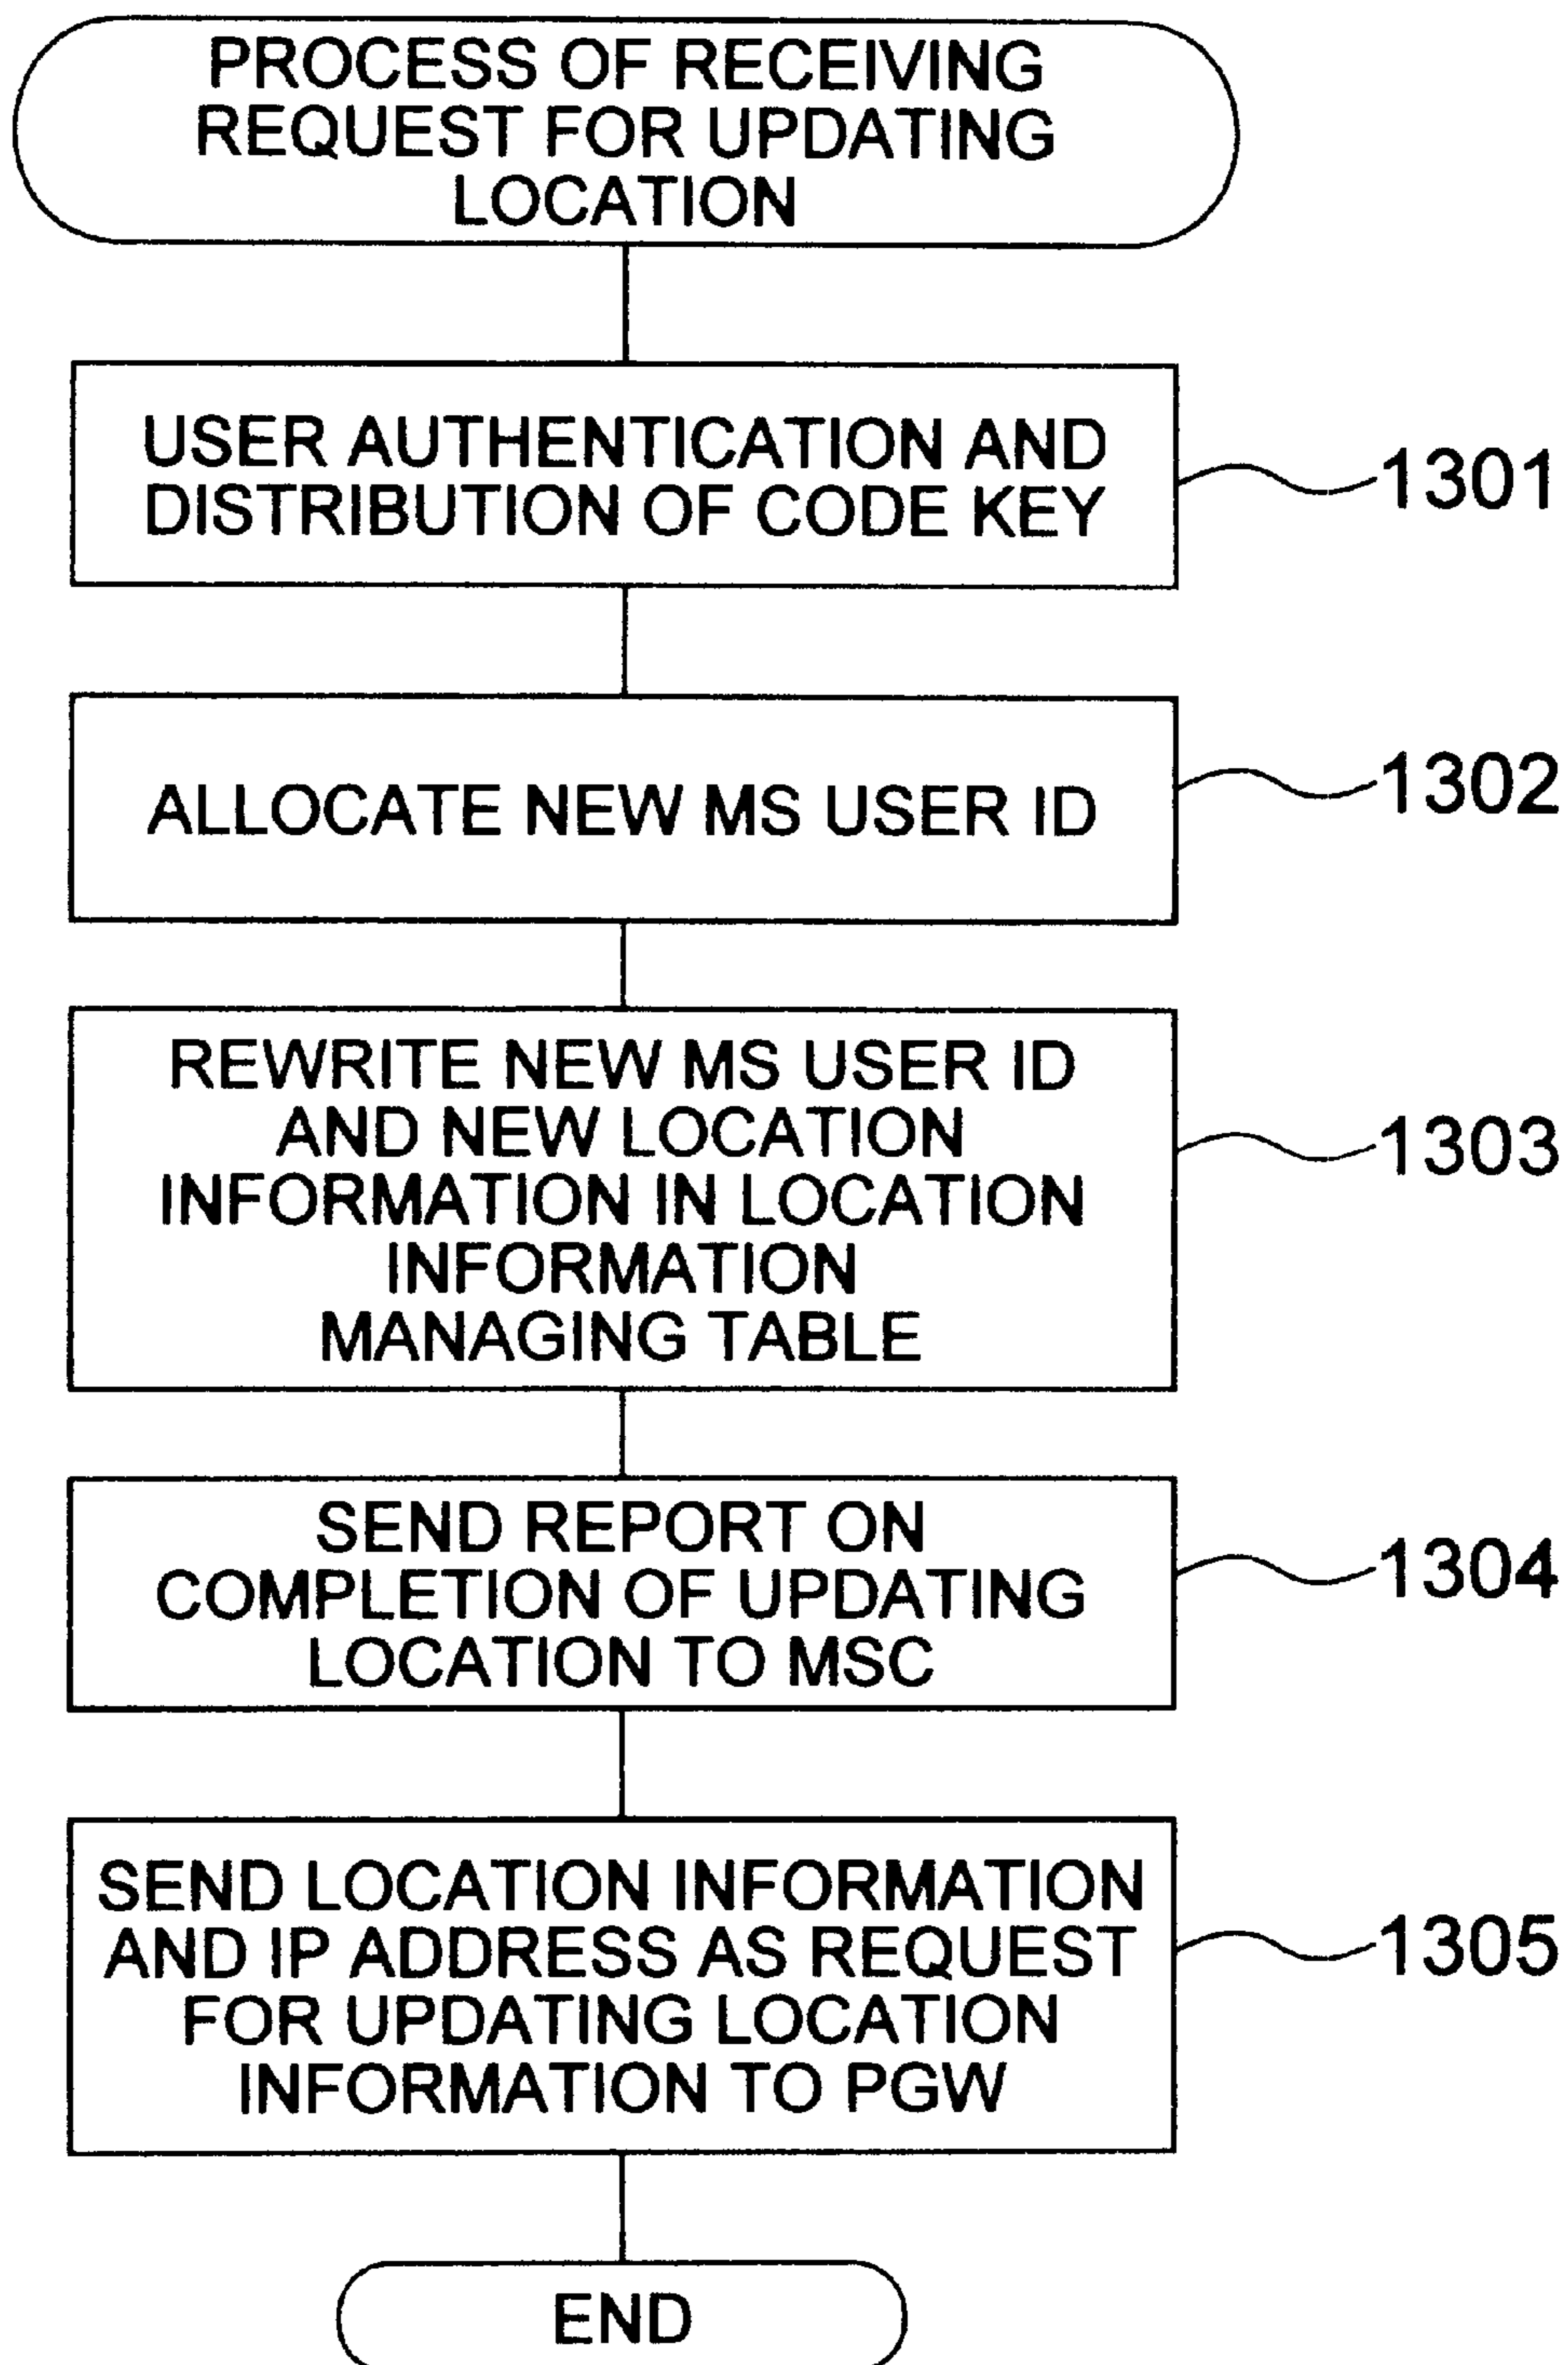 PROCESS OF RECEIVING
REQUEST FOR UPDATING
LOCATION
USER AUTHENTICATION AND
DISTRIBUTION OF CODE KEY
1301
ALLOCATE NEW MS USER ID
1302
REWRITE NEW MS USER ID
AND NEW LOCATION
INFORMATION IN LOCATION
INFORMATION
MANAGING TABLE
1303
SEND REPORT ON
COMPLETION OF UPDATING
LOCATION TO MSC
1304
SEND LOCATION INFORMATION
AND IP ADDRESS AS REQUEST
FOR UPDATING LOCATION
INFORMATION TO PGW
1305
END